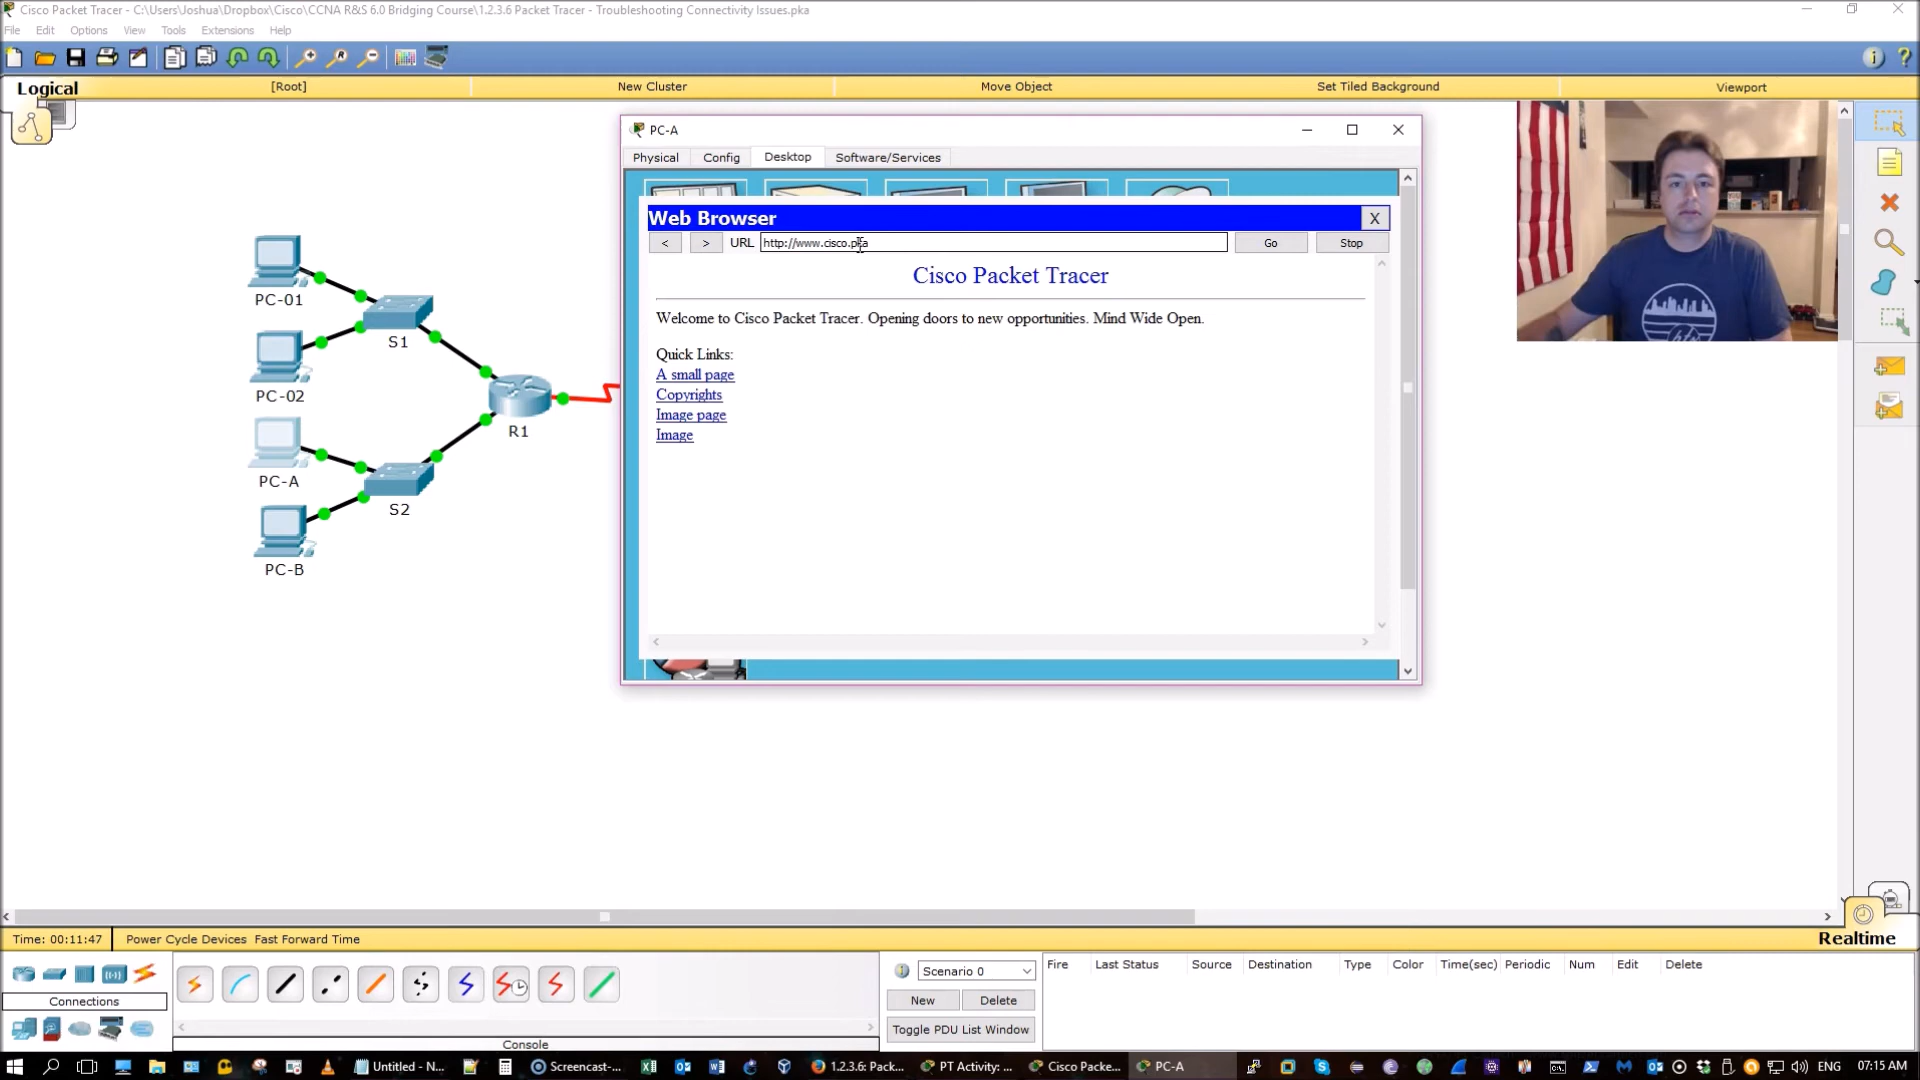 Cisco Packet Tracer - C:\Users\Joshua\Dropbox\Cisco\CCNA R&S 6.0 Bridging Course\1.2.3.6 Packet Tracer - Troubleshooting Connectivity Issues.pka
File Edit Options View Tools Extensions Help
Logical [Root] New Cluster Move Object Set Tiled Background Viewport
PC-A
Physical Config Desktop Software/Services
Web Browser X
< > URL http://www.cisco.pka Go Stop
Cisco Packet Tracer
Welcome to Cisco Packet Tracer. Opening doors to new opportunities. Mind Wide Open.
Quick Links:
A small page
Copyrights
Image page
Image
PC-01
S1
PC-02
R1
PC-A
S2
PC-B
Time: 00:11:47 Power Cycle Devices Fast Forward Time Realtime
Scenario 0 Fire Last Status Source Destination Type Color Time(sec) Periodic Num Edit Delete
New Delete
Connections
Toggle PDU List Window
Console
Untitled - N... Screencast-... 1.2.3.6: Pack... PT Activity: ... Cisco Packe... PC-A ENG 07:15 AM